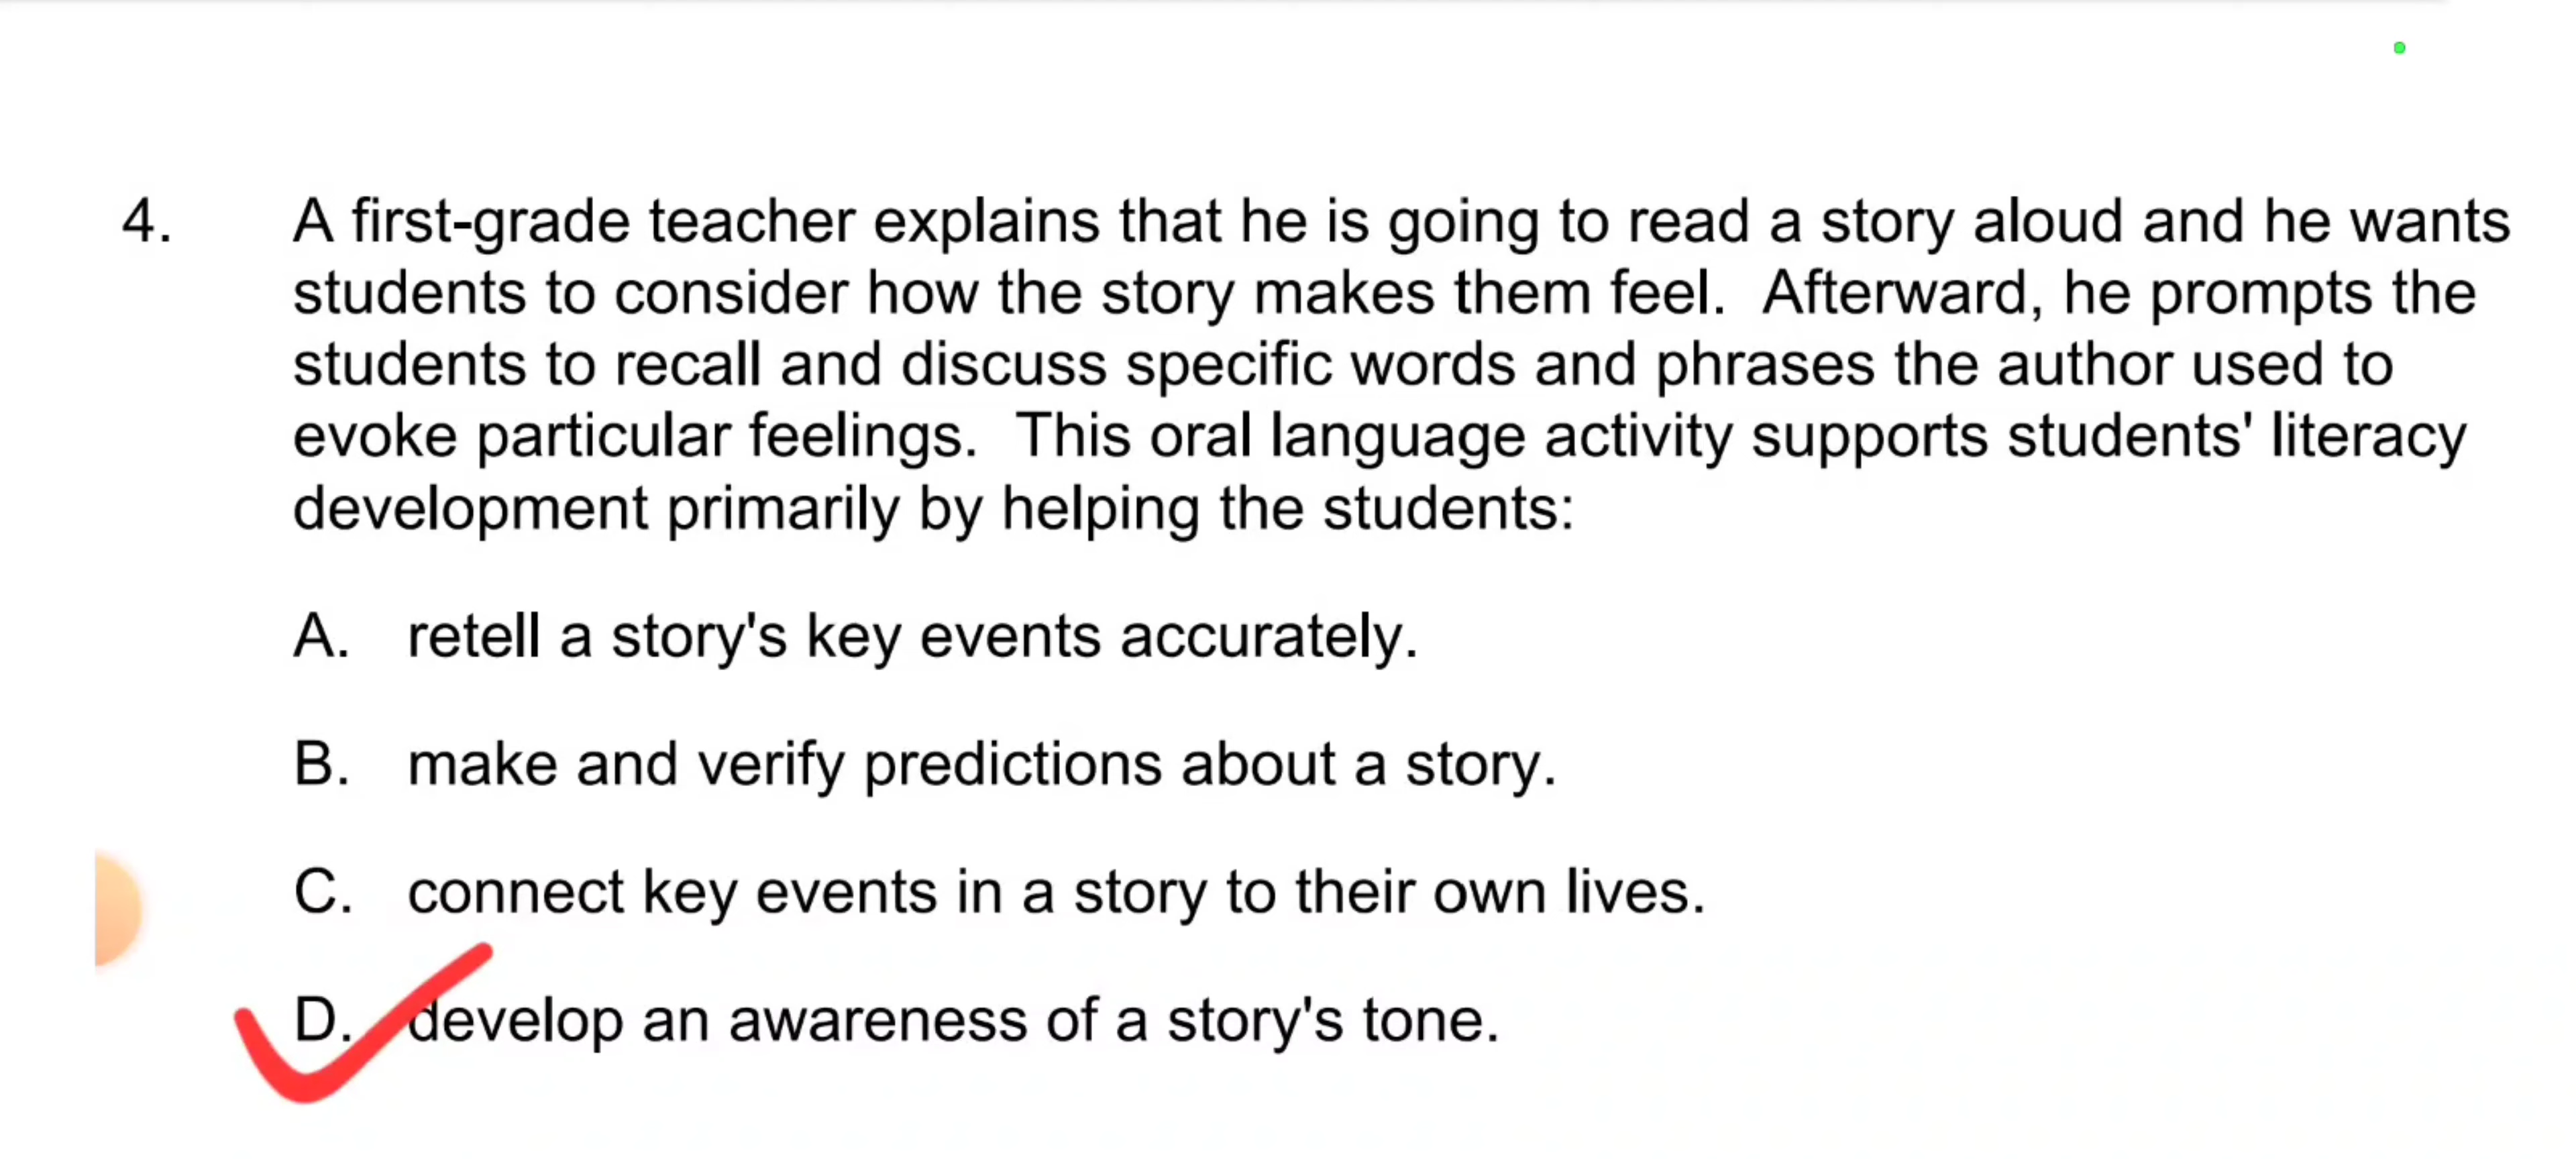 4. A first-grade teacher explains that he is going to read a story aloud and he wants
students to consider how the story makes them feel.  Afterward, he prompts the
students to recall and discuss specific words and phrases the author used to
evoke particular feelings.  This oral language activity supports students' literacy
development primarily by helping the students:
A. retell a story's key events accurately.
B. make and verify predictions about a story.
C. connect key events in a story to their own lives.
D. develop an awareness of a story's tone.